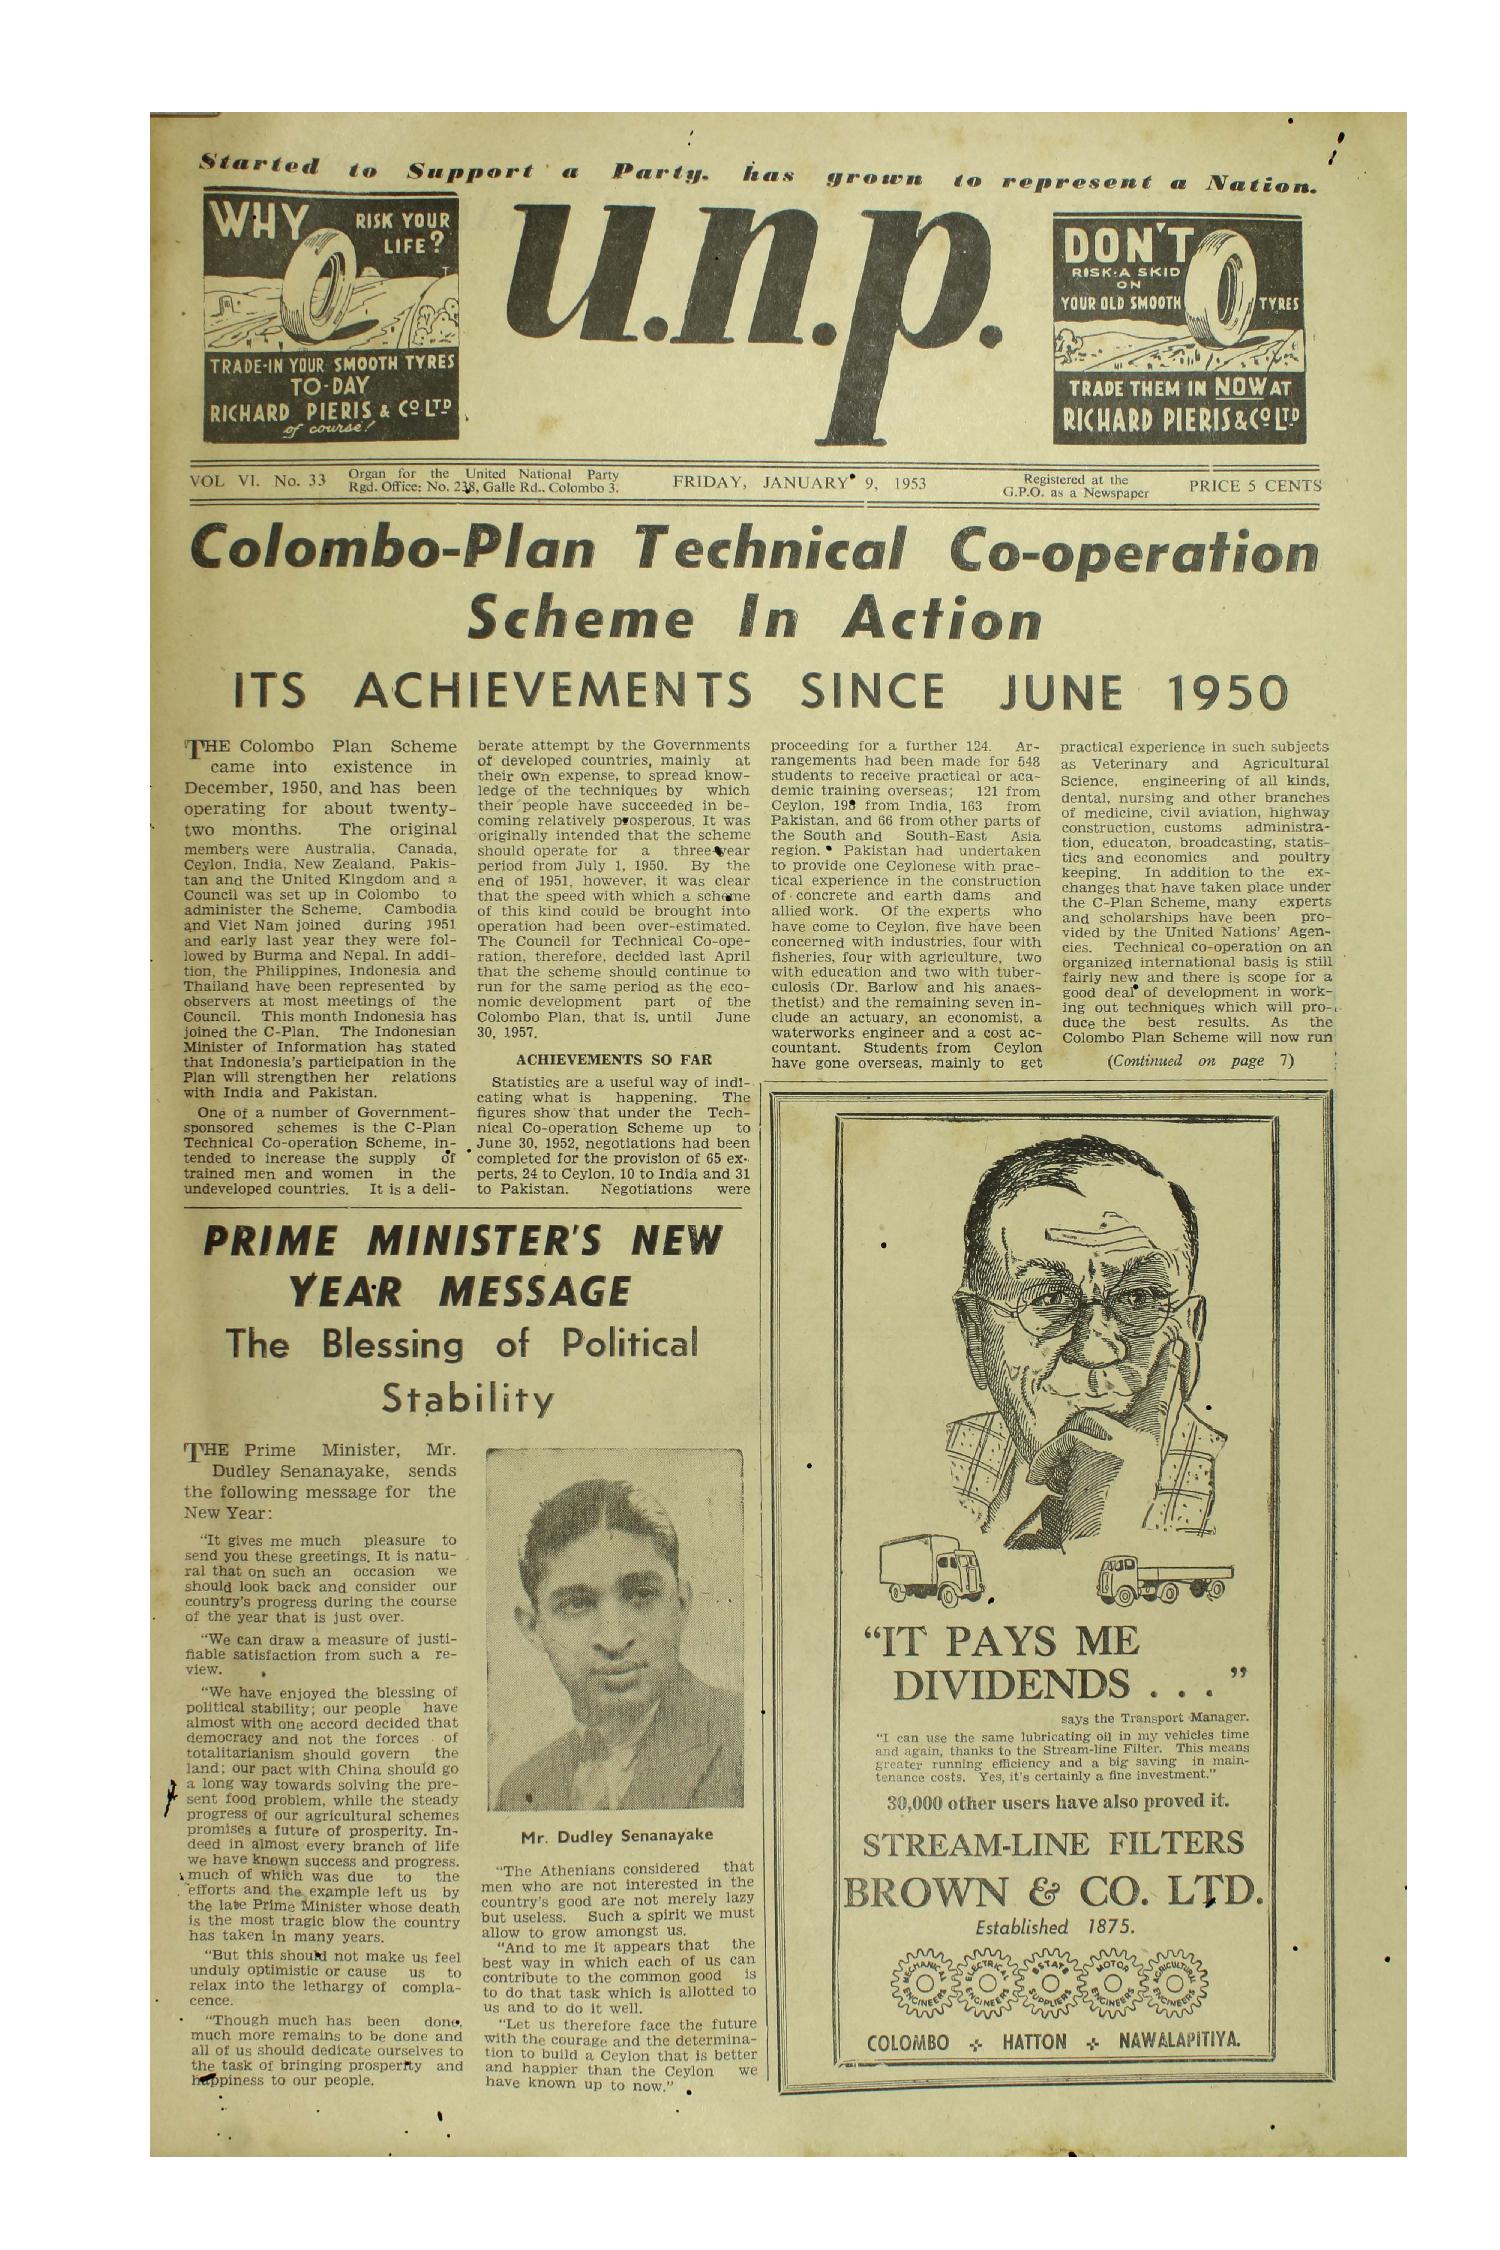 Started to Support a Party, has grown to represent a Nation.
WHY RISK YOUR
LIFE?
TRADE-IN YOUR SMOOTH TYRES
TO-DAY
RICHARD PIERIS & Co. LTD
of course!
u.n.p.
DON'T
RISK A SKID
ON
YOUR OLD SMOOTH TYRES
TRADE THEM IN NOW AT
RICHARD PIERIS & Co. LTD
VOL VI. No. 33
Organ for the United National Party
Rgd. Office: No. 238, Galle Rd.. Colombo 3.
FRIDAY, JANUARY 9, 1953
Registered at the
G.P.O. as a Newspaper
PRICE 5 CENTS
Colombo-Plan Technical Co-operation
Scheme In Action
ITS ACHIEVEMENTS SINCE JUNE 1950
THE Colombo Plan Scheme
came into existence in
December, 1950, and has been
operating for about twenty-
two months. The original
members were Australia, Canada,
Ceylon, India, New Zealand, Pakis-
tan and the United Kingdom and a
Council was set up in Colombo to
administer the Scheme. Cambodia
and Viet Nam joined during 1951
and early last year they were fol-
lowed by Burma and Nepal. In addi-
tion, the Philippines, Indonesia and
Thailand have been represented by
observers at most meetings of the
Council. This month Indonesia has
joined the C-Plan. The Indonesian
Minister of Information has stated
that Indonesia's participation in the
Plan will strengthen her relations
with India and Pakistan.
One of a number of Government-
sponsored schemes is the C-Plan
Technical Co-operation Scheme, in-
tended to increase the supply of
trained men and women in the
undeveloped countries. It is a deli-
berate attempt by the Governments
of developed countries, mainly at
their own expense, to spread know-
ledge of the techniques by which
their people have succeeded in be-
coming relatively prosperous. It was
originally intended that the scheme
should operate for a three-year
period from July 1, 1950. By the
end of 1951, however, it was clear
that the speed with which a scheme
of this kind could be brought into
operation had been over-estimated.
The Council for Technical Co-ope-
ration, therefore, decided last April
that the scheme should continue to
run for the same period as the eco-
nomic development part of the
Colombo Plan, that is, until June
30, 1957.
ACHIEVEMENTS SO FAR
Statistics are a useful way of indi-
cating what is happening. The
figures show that under the Tech-
nical Co-operation Scheme up to
June 30, 1952, negotiations had been
completed for the provision of 65 ex-
perts, 24 to Ceylon, 10 to India and 31
to Pakistan. Negotiations were
proceeding for a further 124. Ar-
rangements had been made for 548
students to receive practical or aca-
demic training overseas; 121 from
Ceylon, 198 from India, 163 from
Pakistan, and 66 from other parts of
the South and South-East Asia
region. Pakistan had undertaken
to provide one Ceylonese with prac-
tical experience in the construction
of concrete and earth dams and
allied work. Of the experts who
have come to Ceylon, five have been
concerned with industries, four with
fisheries, four with agriculture, two
with education and two with tuber-
culosis (Dr. Barlow and his anaes-
thetist) and the remaining seven in-
clude an actuary, an economist, a
waterworks engineer and a cost ac-
countant. Students from Ceylon
have gone overseas, mainly to get
practical experience in such subjects
as Veterinary and Agricultural
Science, engineering of all kinds,
dental, nursing and other branches
of medicine, civil aviation, highway
construction, customs administra-
tion, educaton, broadcasting, statis-
tics and economics and poultry
keeping. In addition to the ex-
changes that have taken place under
the C-Plan Scheme, many experts
and scholarships have been pro-
vided by the United Nations' Agen-
cies. Technical co-operation on an
organized international basis is still
fairly new and there is scope for a
good deal of development in work-
ing out techniques which will pro-
duce the best results. As the
Colombo Plan Scheme will now run
(Continued on page 7)
PRIME MINISTER'S NEW
YEAR MESSAGE
The Blessing of Political
Stability
THE Prime Minister, Mr.
Dudley Senanayake, sends
the following message for the
New Year:
"It gives me much pleasure to
send you these greetings. It is natu-
ral that on such an occasion we
should look back and consider our
country's progress during the course
of the year that is just over.
"We can draw a measure of justi-
fiable satisfaction from such a re-
view.
"We have enjoyed the blessing of
political stability; our people have
almost with one accord decided that
democracy and not the forces of
totalitarianism should govern the
land; our pact with China should go
a long way towards solving the pre-
sent food problem, while the steady
progress of our agricultural schemes
promises a future of prosperity. In-
deed in almost every branch of life
we have known success and progress.
much of which was due to the
efforts and the example left us by
the late Prime Minister whose death
is the most tragic blow the country
has taken in many years.
"But this should not make us feel
unduly optimistic or cause us to
relax into the lethargy of compla-
cence.
"Though much has been done,
much more remains to be done and
all of us should dedicate ourselves to
the task of bringing prosperity and
happiness to our people.
Mr. Dudley Senanayake
"The Athenians considered that
men who are not interested in the
country's good are not merely lazy
but useless. Such a spirit we must
allow to grow amongst us.
"And to me it appears that the
best way in which each of us can
contribute to the common good is
to do that task which is allotted to
us and to do it well.
"Let us therefore face the future
with the courage and the determina-
tion to build a Ceylon that is better
and happier than the Ceylon we
have known up to now."
"IT PAYS ME
DIVIDENDS . . . "
says the Transport Manager.
"I can use the same lubricating oil in my vehicles time
and again, thanks to the Stream-line Filter. This means
greater running efficiency and a big saving in main-
tenance costs. Yes, it's certainly a fine investment."
30,000 other users have also proved it.
STREAM-LINE FILTERS
BROWN & CO. LTD.
Established 1875.
MECHANICAL ENGINEERS
ELECTRICAL ENGINEERS
ESTATE SUPPLIERS
MOTOR ENGINEERS
AGRICULTURAL ENGINEERS
COLOMBO ÷ HATTON ÷ NAWALAPITIYA.